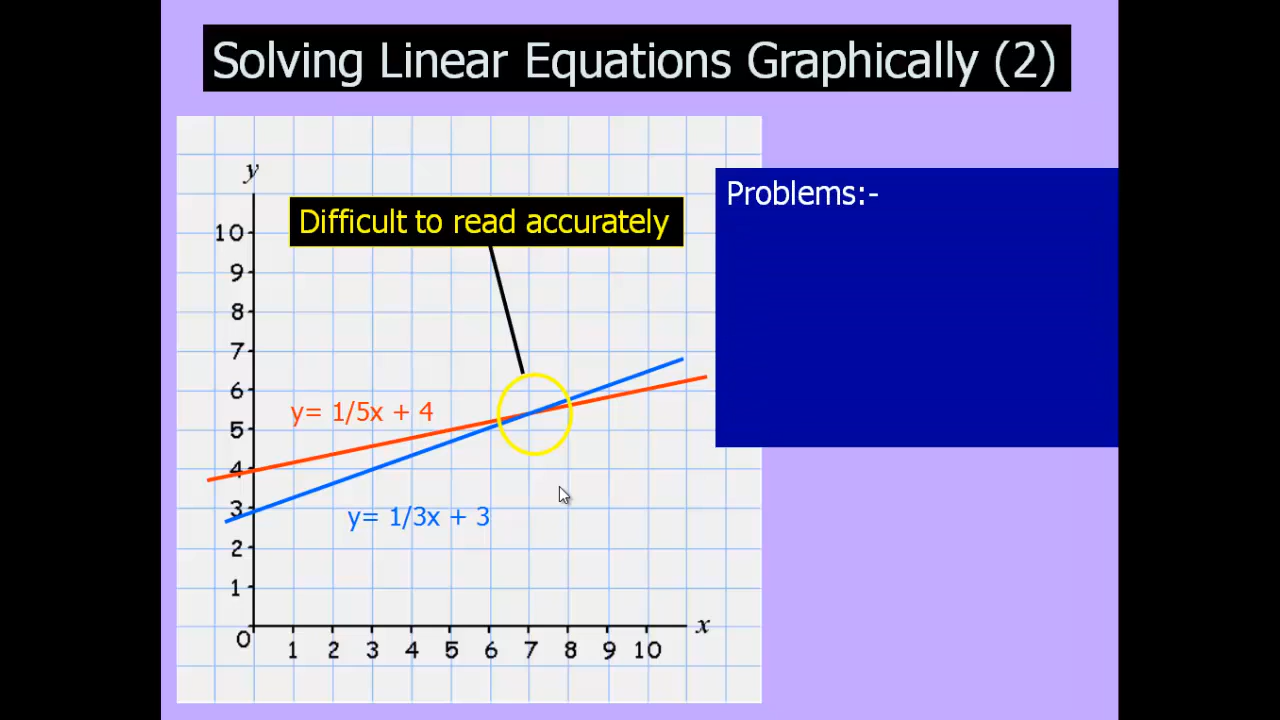 Solving Linear Equations Graphically (2)
y
Difficult to read accurately
Problems:-
10
9
8
7
6
5
4
3
2
1
y= 1/5x + 4
y= 1/3x + 3
0
1 2 3 4 5 6 7 8 9 10
x